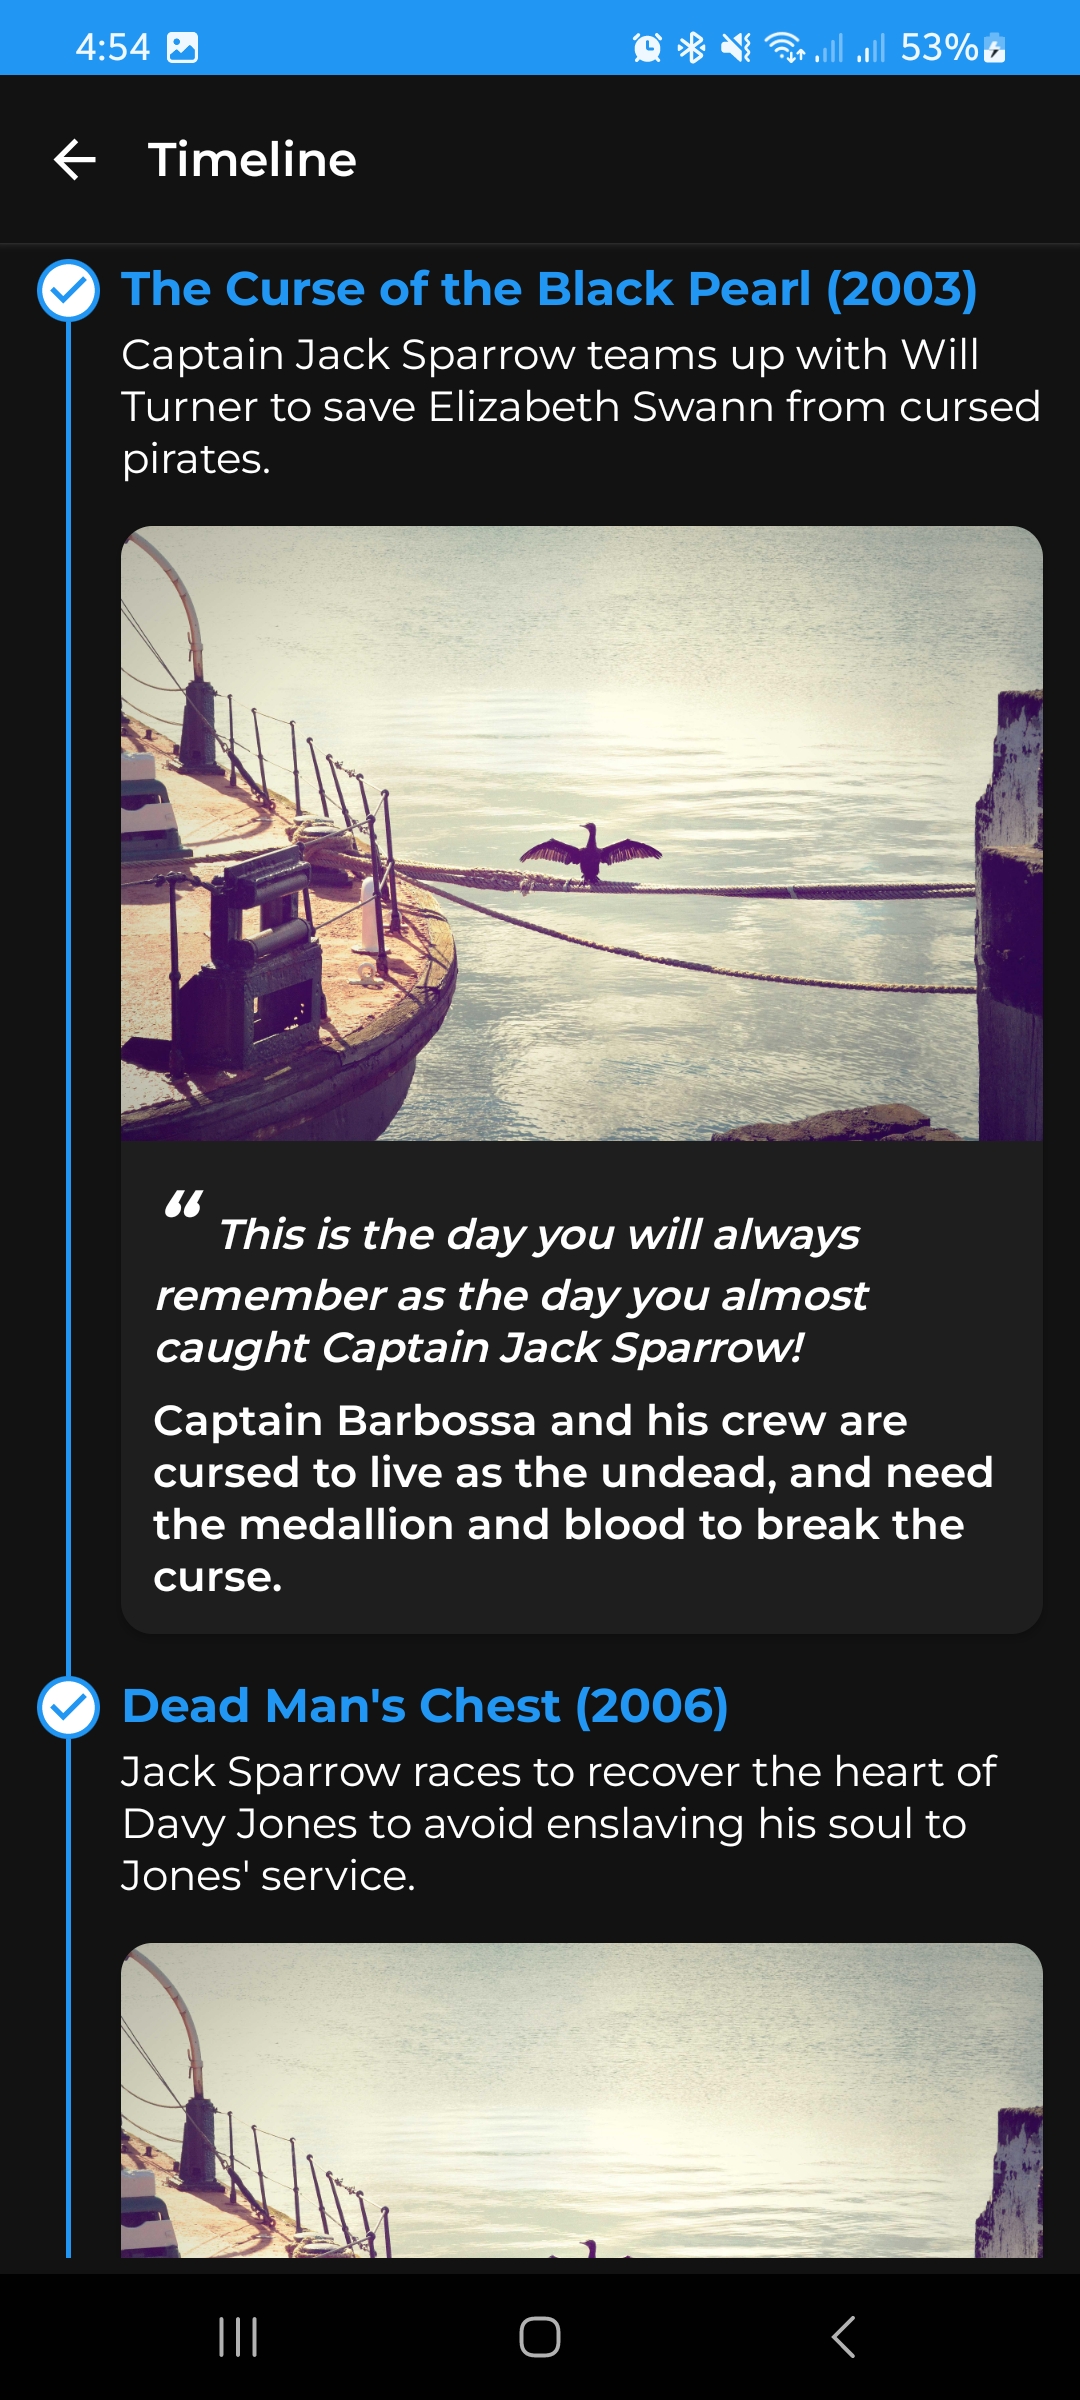 4:54
53%
Timeline
The Curse of the Black Pearl (2003)
Captain Jack Sparrow teams up with Will
Turner to save Elizabeth Swann from cursed
pirates.
“ This is the day you will always
remember as the day you almost
caught Captain Jack Sparrow!
Captain Barbossa and his crew are
cursed to live as the undead, and need
the medallion and blood to break the
curse.
Dead Man's Chest (2006)
Jack Sparrow races to recover the heart of
Davy Jones to avoid enslaving his soul to
Jones' service.